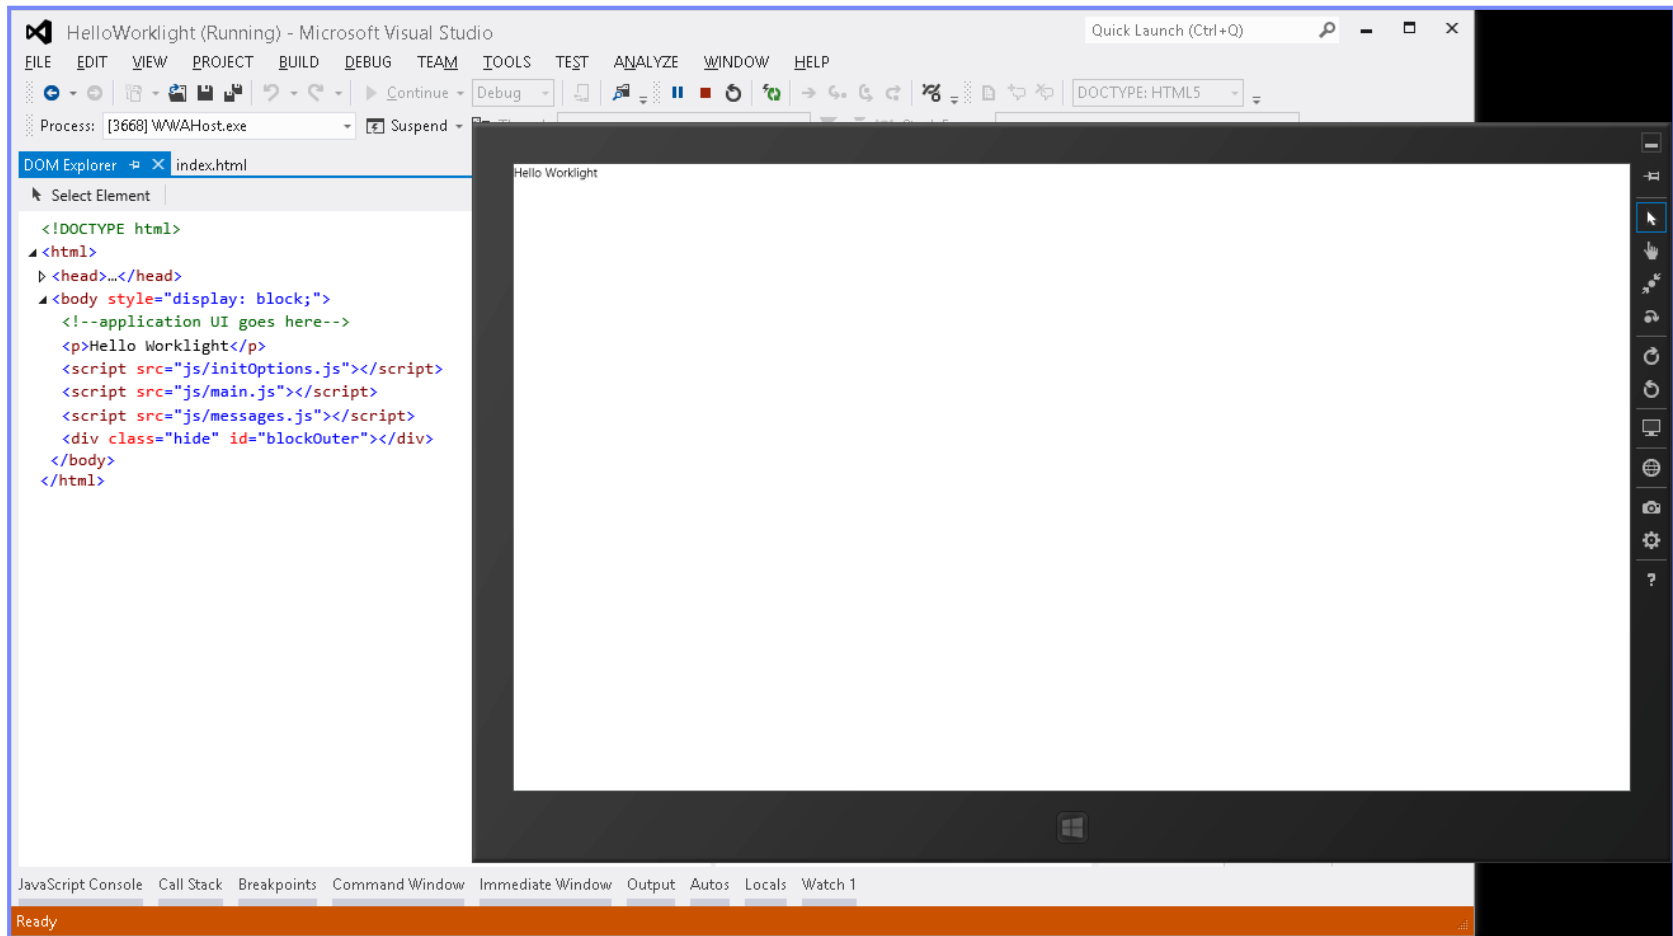 HelloWorklight (Running) - Microsoft Visual Studio
Quick Launch (Ctrl+Q)
FILE EDIT VIEW PROJECT BUILD DEBUG TEAM TOOLS TEST ANALYZE WINDOW HELP
Continue Debug DOCTYPE: HTML5
Process: [3668] WWAHost.exe Suspend
DOM Explorer index.html
Select Element
Hello Worklight
<!DOCTYPE html>
<html>
<head>…</head>
<body style="display: block;">
<!--application UI goes here-->
<p>Hello Worklight</p>
<script src="js/initOptions.js"></script>
<script src="js/main.js"></script>
<script src="js/messages.js"></script>
<div class="hide" id="blockOuter"></div>
</body>
</html>
?
JavaScript Console Call Stack Breakpoints Command Window Immediate Window Output Autos Locals Watch 1
Ready